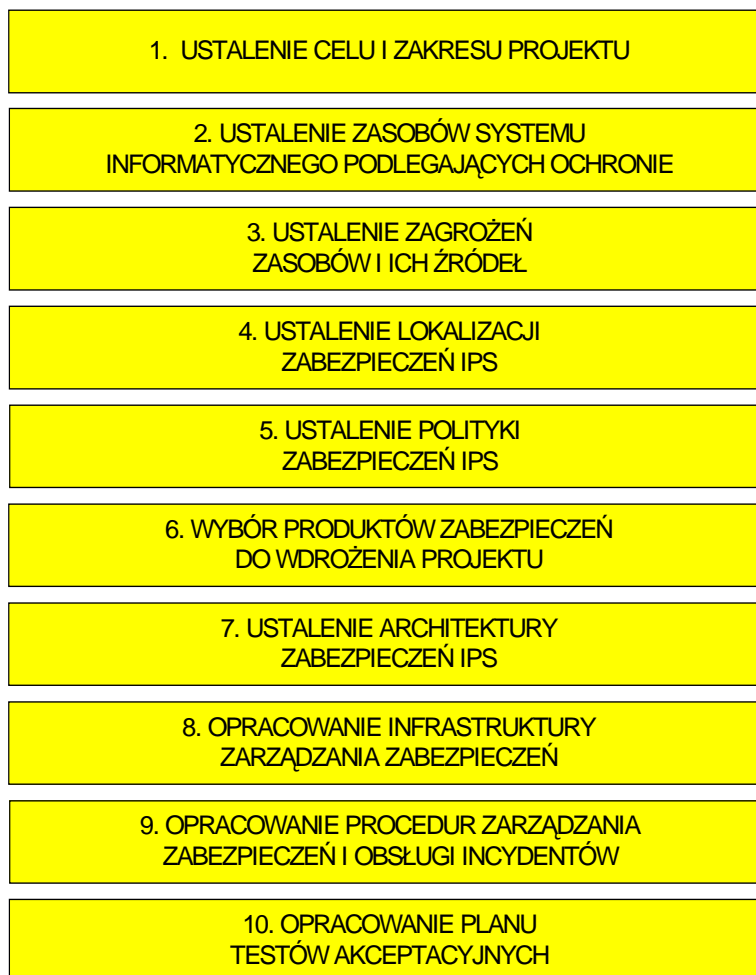 1. USTALENIE CELU I ZAKRESU PROJEKTU
2. USTALENIE ZASOBÓW SYSTEMU
INFORMATYCZNEGO PODLEGAJĄCYCH OCHRONIE
3. USTALENIE ZAGROŻEŃ
ZASOBÓW I ICH ŹRÓDEŁ
4. USTALENIE LOKALIZACJI
ZABEZPIECZEŃ IPS
5. USTALENIE POLITYKI
ZABEZPIECZEŃ IPS
6. WYBÓR PRODUKTÓW ZABEZPIECZEŃ
DO WDROŻENIA PROJEKTU
7. USTALENIE ARCHITEKTURY
ZABEZPIECZEŃ IPS
8. OPRACOWANIE INFRASTRUKTURY
ZARZĄDZANIA ZABEZPIECZEŃ
9. OPRACOWANIE PROCEDUR ZARZĄDZANIA
ZABEZPIECZEŃ I OBSŁUGI INCYDENTÓW
10. OPRACOWANIE PLANU
TESTÓW AKCEPTACYJNYCH